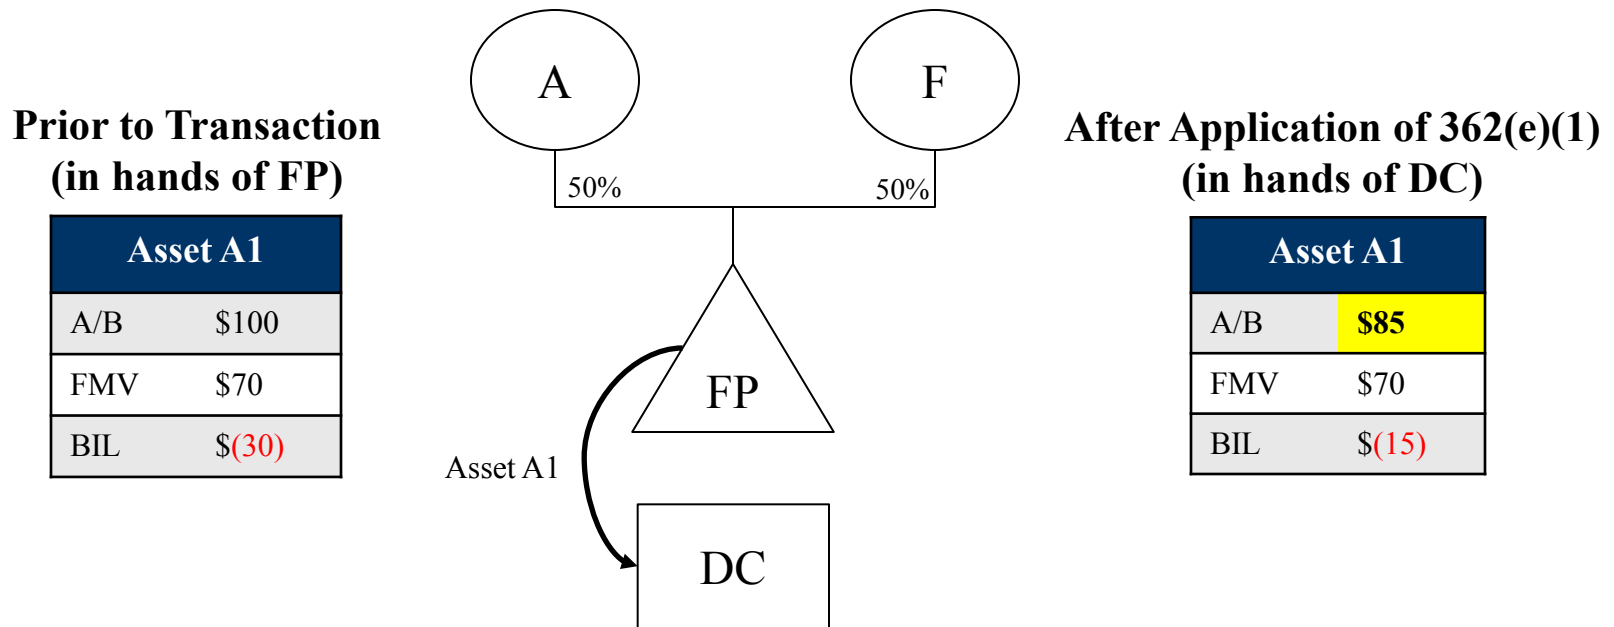 Prior to Transaction
(in hands of FP)
Asset A1
A/B $100
FMV $70
BIL $(30)
A
F
50%
50%
FP
Asset A1
DC
After Application of 362(e)(1)
(in hands of DC)
Asset A1
A/B $85
FMV $70
BIL $(15)